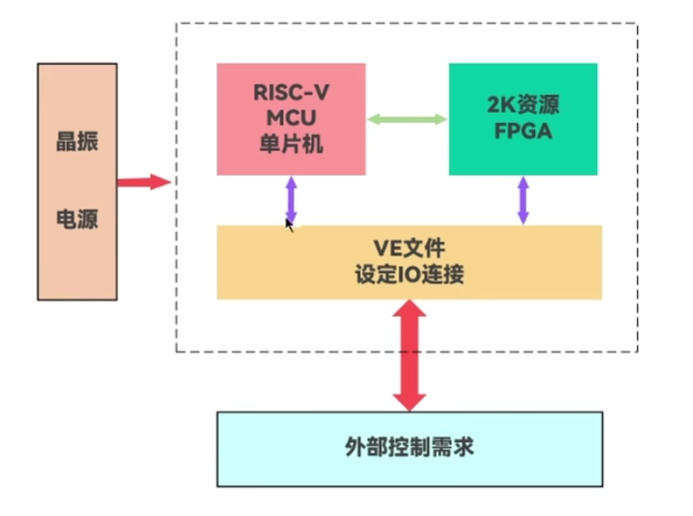 晶振
电源
RISC-V
MCU
单片机
2K资源
FPGA
VE文件
设定IO连接
外部控制需求